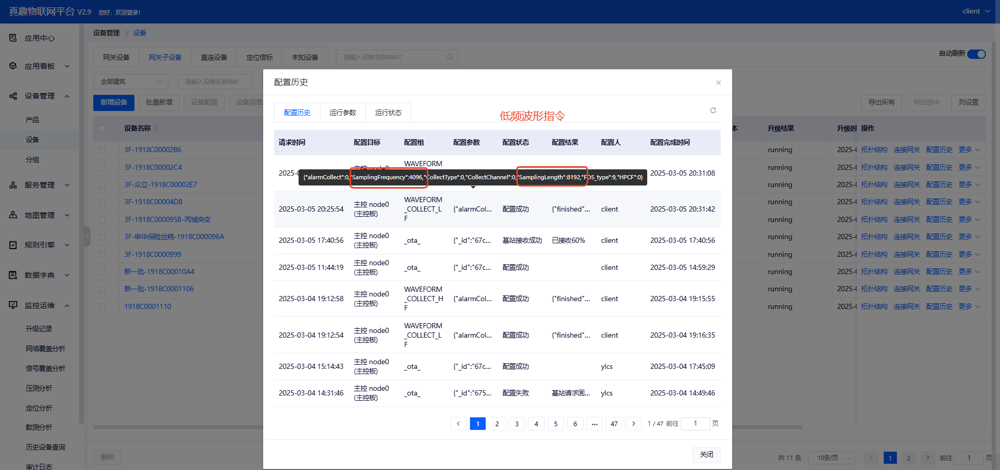 真趣物联网平台 V2.9 您好，欢迎登录!
client
应用中心
应用看板
设备管理
产品
设备
分组
服务管理
地图管理
规则引擎
数据字典
监控运维
升级记录
网络覆盖分析
信号覆盖分析
压测分析
定位分析
数测分析
历史设备查询
审计日志
设备管理 / 设备
网关设备 网关子设备 直连设备 定位信标 未知设备 请输入设备名称/MAC
自动刷新
全部建筑 请输入设备名称/MA
新增设备 批量新增 设备配置 设备运维
导出所有 导出选中 列设置
设备名称
本 升级结果 升级时 操作
3F-1918C00002B6
running 2025-0 拓扑结构 连接网关 配置历史 更多
3F-1918C00002C4
running 2025-0 拓扑结构 连接网关 配置历史 更多
3F-众立-1918C00002E7
running 2025-0 拓扑结构 连接网关 配置历史 更多
3F-1918C00004D8
running 2025-0 拓扑结构 连接网关 配置历史 更多
3F-1918C000095B-芮城突变
running 2025-0 拓扑结构 连接网关 配置历史 更多
3F-申华保险丝烧-1918C000096A
running 2025-0 拓扑结构 连接网关 配置历史 更多
3F-1918C0000999
running 2025-0 拓扑结构 连接网关 配置历史 更多
新一批-1918C00010A4
running 2025-0 拓扑结构 连接网关 配置历史 更多
新一批-1918C0001106
running 2025-0 拓扑结构 连接网关 配置历史 更多
1918C0001110
running 2025-0 拓扑结构 连接网关 配置历史 更多
删除
共 11 条 10条/页 1 2 前往 1 页
配置历史
配置历史 运行参数 运行状态
低频波形指令
请求时间 配置目标 配置组 配置参数 配置状态 配置结果 配置人 配置完成时间
WAVEFORM
主控 node0
2025-0 2025-03-05 20:31:08
{"alarmCollect":0,"SamplingFrequency":4096,"CollectType":0,"CollectChannel":0,"SamplingLength":8192,"FDS_type":9,"HPCF":0}
2025-03-05 20:25:54 主控 node0 (主控板) WAVEFORM_COLLECT_LF {"alarmCol... 配置成功 {"finished"... client 2025-03-05 20:31:42
2025-03-05 17:40:56 主控 node0 (主控板) _ota_ {"_id":"67c... 基站接收成功 已接收60% client 2025-03-05 17:40:56
2025-03-05 11:44:19 主控 node0 (主控板) _ota_ {"_id":"67c... 配置成功 client 2025-03-05 14:59:29
2025-03-04 19:12:58 主控 node0 (主控板) WAVEFORM_COLLECT_HF {"alarmCol... 配置成功 {"finished"... client 2025-03-04 19:15:55
2025-03-04 19:12:54 主控 node0 (主控板) WAVEFORM_COLLECT_LF {"alarmCol... 配置成功 {"finished"... client 2025-03-04 19:16:35
2025-03-04 15:14:43 主控 node0 (主控板) _ota_ {"_id":"67c... 配置成功 ylcs 2025-03-04 17:45:09
2025-03-04 14:31:46 主控 node0 (主控板) _ota_ {"_id":"675... 配置失败 基站请求固... ylcs 2025-03-04 14:49:46
1 2 3 4 5 6 ... 47 1 / 47 前往 1 页
关闭